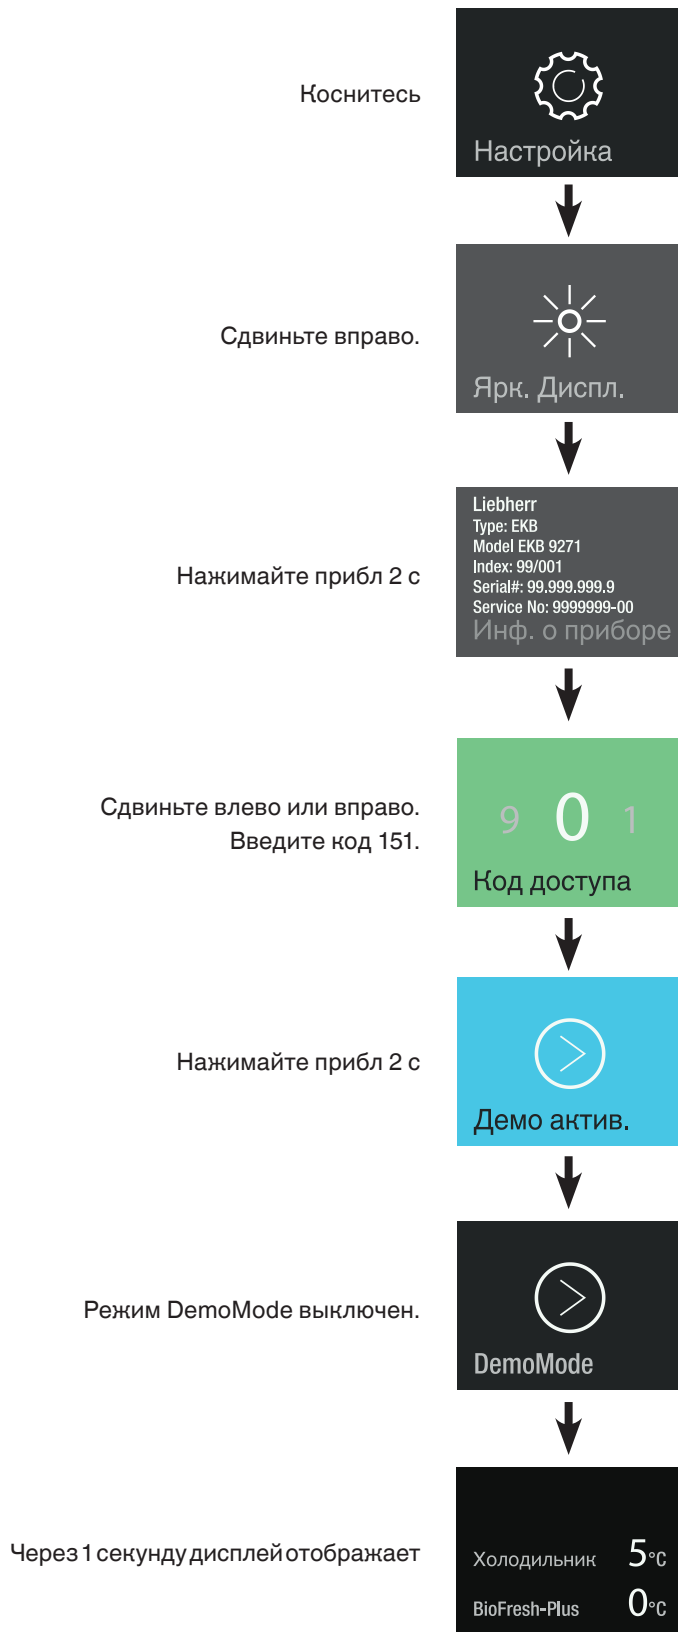 Коснитесь
Настройка
Сдвиньте вправо.
Ярк. Диспл.
Нажимайте прибл 2 с
Liebherr
Type: EKB
Model EKB 9271
Index: 99/001
Serial#: 99.999.999.9
Service No: 9999999-00
Инф. о приборе
Сдвиньте влево или вправо.
Введите код 151.
9 0 1
Код доступа
Нажимайте прибл 2 с
Демо актив.
Режим DemoMode выключен.
DemoMode
Через 1 секунду дисплей отображает
Холодильник 5°C
BioFresh-Plus 0°C